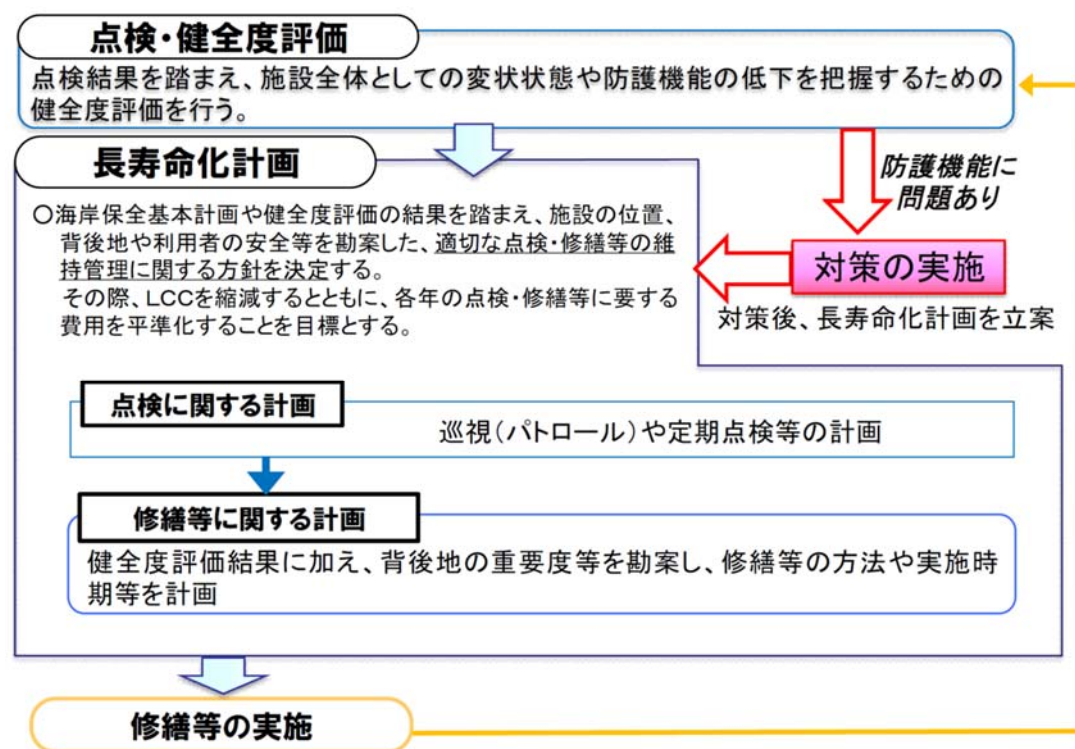 点検・健全度評価
点検結果を踏まえ、施設全体としての変状状態や防護機能の低下を把握するための
健全度評価を行う。
防護機能に
問題あり
対策の実施
対策後、長寿命化計画を立案
長寿命化計画
○海岸保全基本計画や健全度評価の結果を踏まえ、施設の位置、
背後地や利用者の安全等を勘案した、適切な点検・修繕等の維
持管理に関する方針を決定する。
その際、LCCを縮減するとともに、各年の点検・修繕等に要する
費用を平準化することを目標とする。
点検に関する計画
巡視(パトロール)や定期点検等の計画
修繕等に関する計画
健全度評価結果に加え、背後地の重要度等を勘案し、修繕等の方法や実施時
期等を計画
修繕等の実施